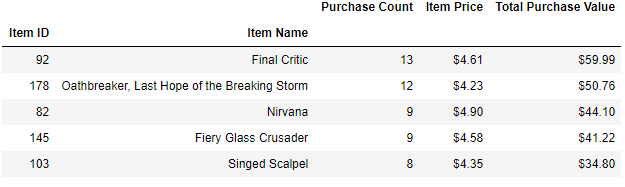 Purchase Count Item Price Total Purchase Value
Item ID Item Name
92 Final Critic 13 $4.61 $59.99
178 Oathbreaker, Last Hope of the Breaking Storm 12 $4.23 $50.76
82 Nirvana 9 $4.90 $44.10
145 Fiery Glass Crusader 9 $4.58 $41.22
103 Singed Scalpel 8 $4.35 $34.80